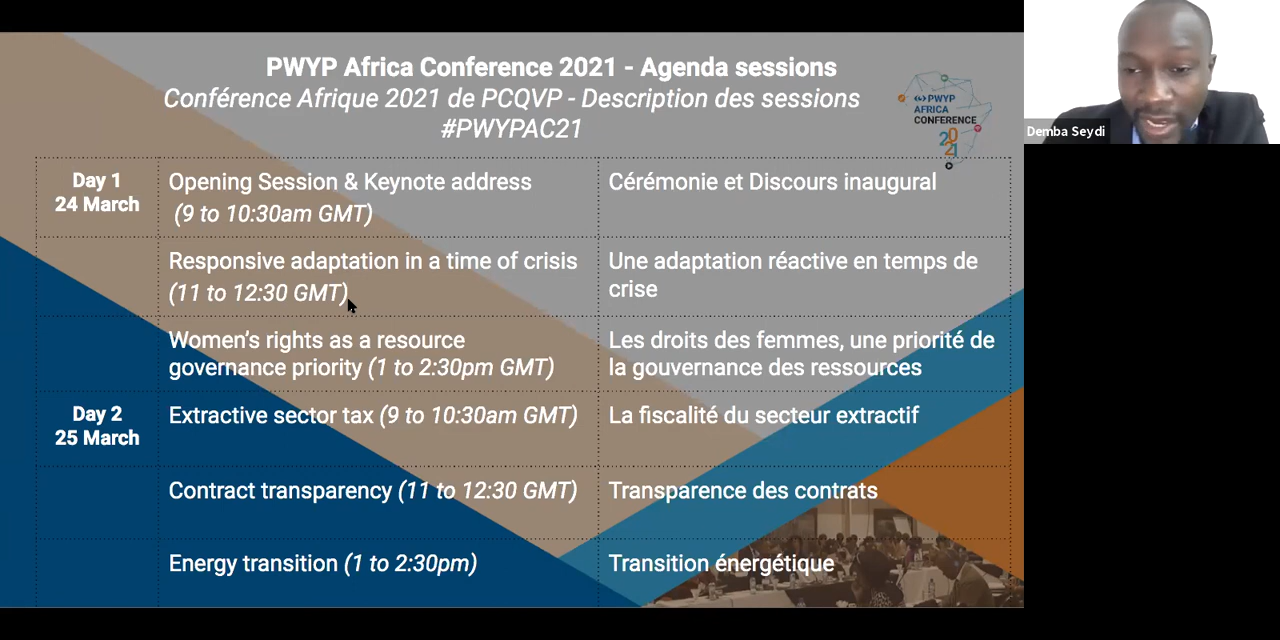 PWYP Africa Conference 2021 - Agenda sessions
Conférence Afrique 2021 de PCQVP - Description des sessions
#PWYPAC21
PWYP
AFRICA
CONFERENCE
20
21
Demba Seydi
Day 1
24 March
Opening Session & Keynote address
(9 to 10:30am GMT)
Cérémonie et Discours inaugural
Responsive adaptation in a time of crisis
(11 to 12:30 GMT)
Une adaptation réactive en temps de
crise
Women’s rights as a resource
governance priority (1 to 2:30pm GMT)
Les droits des femmes, une priorité de
la gouvernance des ressources
Day 2
25 March
Extractive sector tax (9 to 10:30am GMT)
La fiscalité du secteur extractif
Contract transparency (11 to 12:30 GMT)
Transparence des contrats
Energy transition (1 to 2:30pm)
Transition énergétique